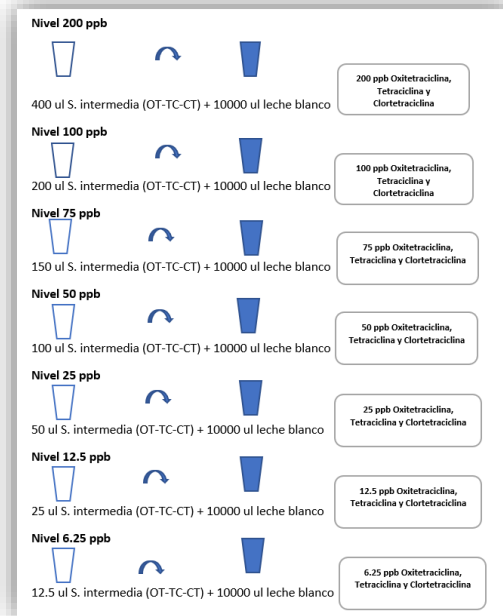 Nivel 200 ppb
400 ul S. intermedia (OT-TC-CT) + 10000 ul leche blanco
200 ppb Oxitetraciclina,
Tetraciclina y
Clortetraciclina
Nivel 100 ppb
200 ul S. intermedia (OT-TC-CT) + 10000 ul leche blanco
100 ppb Oxitetraciclina,
Tetraciclina y
Clortetraciclina
Nivel 75 ppb
150 ul S. intermedia (OT-TC-CT) + 10000 ul leche blanco
75 ppb Oxitetraciclina,
Tetraciclina y Clortetraciclina
Nivel 50 ppb
100 ul S. intermedia (OT-TC-CT) + 10000 ul leche blanco
50 ppb Oxitetraciclina,
Tetraciclina y Clortetraciclina
Nivel 25 ppb
50 ul S. intermedia (OT-TC-CT) + 10000 ul leche blanco
25 ppb Oxitetraciclina,
Tetraciclina y Clortetraciclina
Nivel 12.5 ppb
25 ul S. intermedia (OT-TC-CT) + 10000 ul leche blanco
12.5 ppb Oxitetraciclina,
Tetraciclina y Clortetraciclina
Nivel 6.25 ppb
12.5 ul S. intermedia (OT-TC-CT) + 10000 ul leche blanco
6.25 ppb Oxitetraciclina,
Tetraciclina y Clortetraciclina